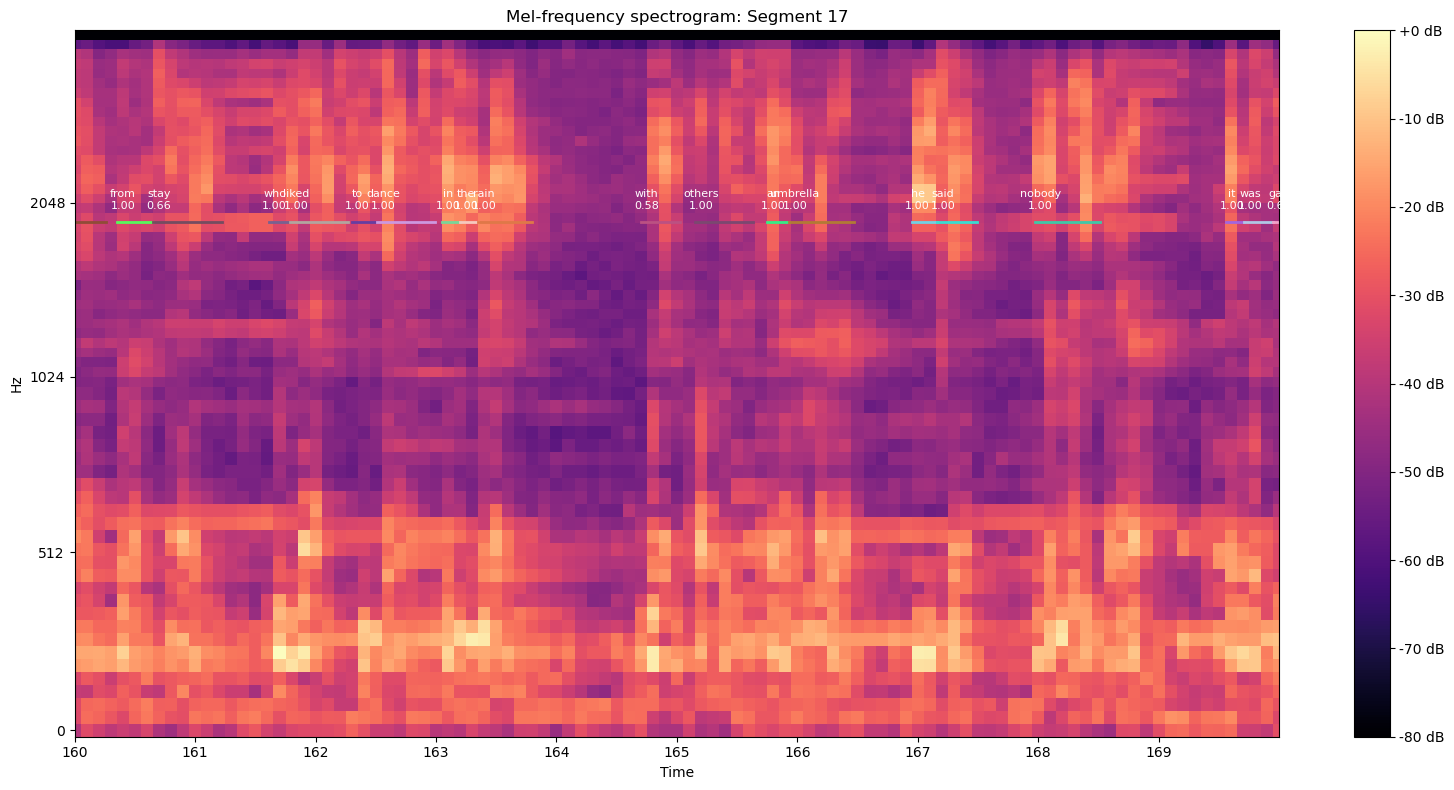 Mel-frequency spectrogram: Segment 17
from stay who liked to dance in the rain with others an umbrella he said nobody it was
1.00 0.66 1.00 1.00 1.00 1.00 1.00 1.00 1.00 0.58 1.00 1.00 1.00 1.00 1.00 1.00 1.00 1.00
2048
1024
512
0
Hz
160 161 162 163 164 165 166 167 168 169
Time
+0 dB
-10 dB
-20 dB
-30 dB
-40 dB
-50 dB
-60 dB
-70 dB
-80 dB